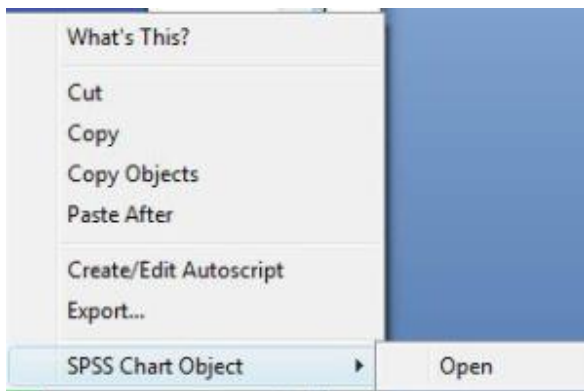 What's This?
Cut
Copy
Copy Objects
Paste After
Create/Edit Autoscript
Export...
SPSS Chart Object
Open